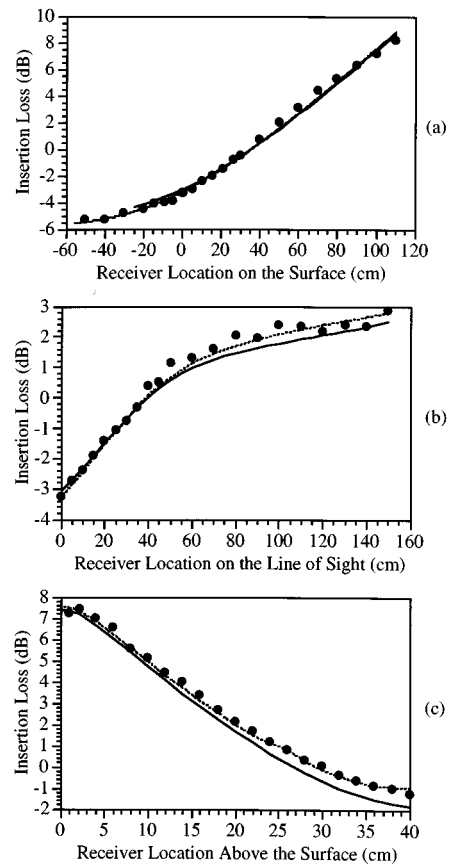 10
8
6
4
2
0
-2
-4
-6
Insertion Loss (dB)
-60 -40 -20 0 20 40 60 80 100 120
Receiver Location on the Surface (cm)
(a)
3
2
1
0
-1
-2
-3
-4
Insertion Loss (dB)
0 20 40 60 80 100 120 140 160
Receiver Location on the Line of Sight (cm)
(b)
8
7
6
5
4
3
2
1
0
-1
-2
Insertion Loss (dB)
0 5 10 15 20 25 30 35 40
Receiver Location Above the Surface (cm)
(c)